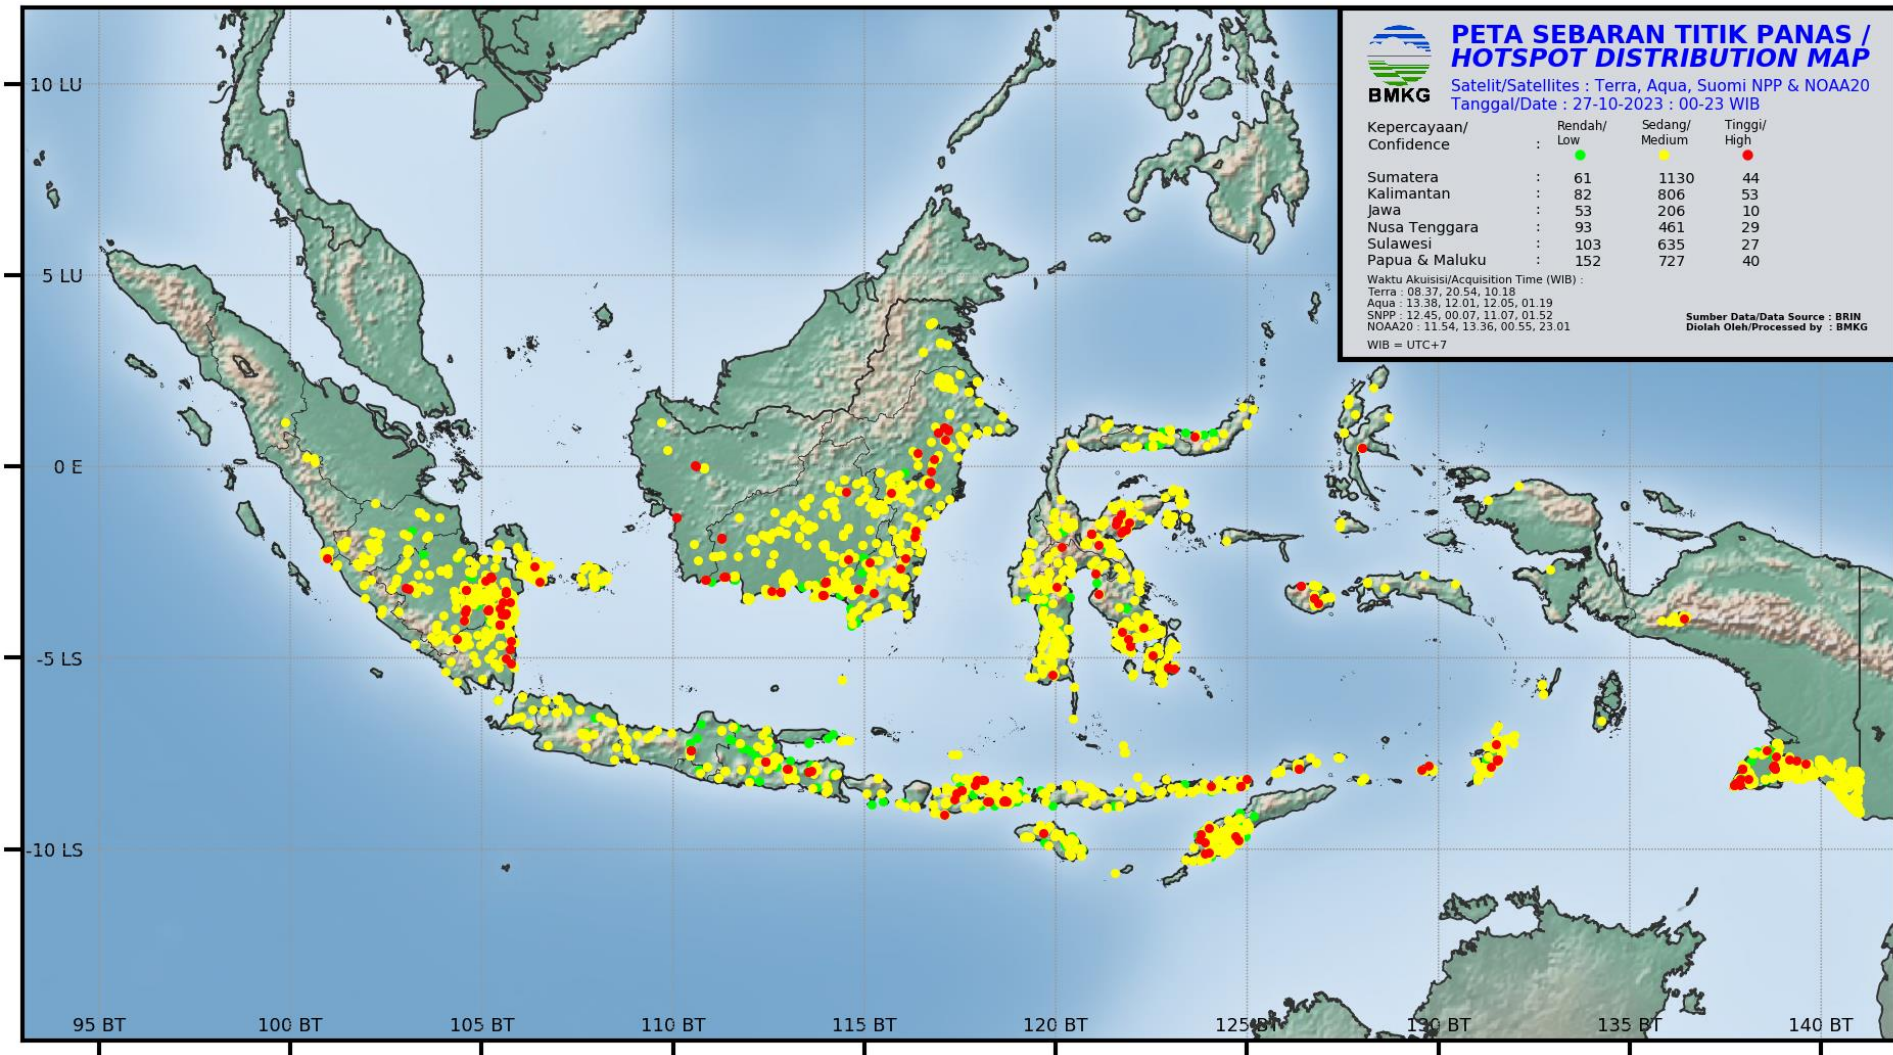 PETA SEBARAN TITIK PANAS /
HOTSPOT DISTRIBUTION MAP
BMKG
Satelit/Satellites : Terra, Aqua, Suomi NPP & NOAA20
Tanggal/Date : 27-10-2023 : 00-23 WIB
Kepercayaan/ Rendah/ Sedang/ Tinggi/
Confidence : Low Medium High
Sumatera : 61 1130 44
Kalimantan : 82 806 53
Jawa : 53 206 10
Nusa Tenggara : 93 461 29
Sulawesi : 103 635 27
Papua & Maluku : 152 727 40
Waktu Akuisisi/Acquisition Time (WIB) :
Terra : 08.37, 20.54, 10.18
Aqua : 13.38, 12.01, 12.05, 01.19
SNPP : 12.45, 00.07, 11.07, 01.52
NOAA20 : 11.54, 13.36, 00.55, 23.01
WIB = UTC+7
Sumber Data/Data Source : BRIN
Diolah Oleh/Processed by : BMKG
10 LU
5 LU
0 E
-5 LS
-10 LS
95 BT 100 BT 105 BT 110 BT 115 BT 120 BT 125 BT 130 BT 135 BT 140 BT